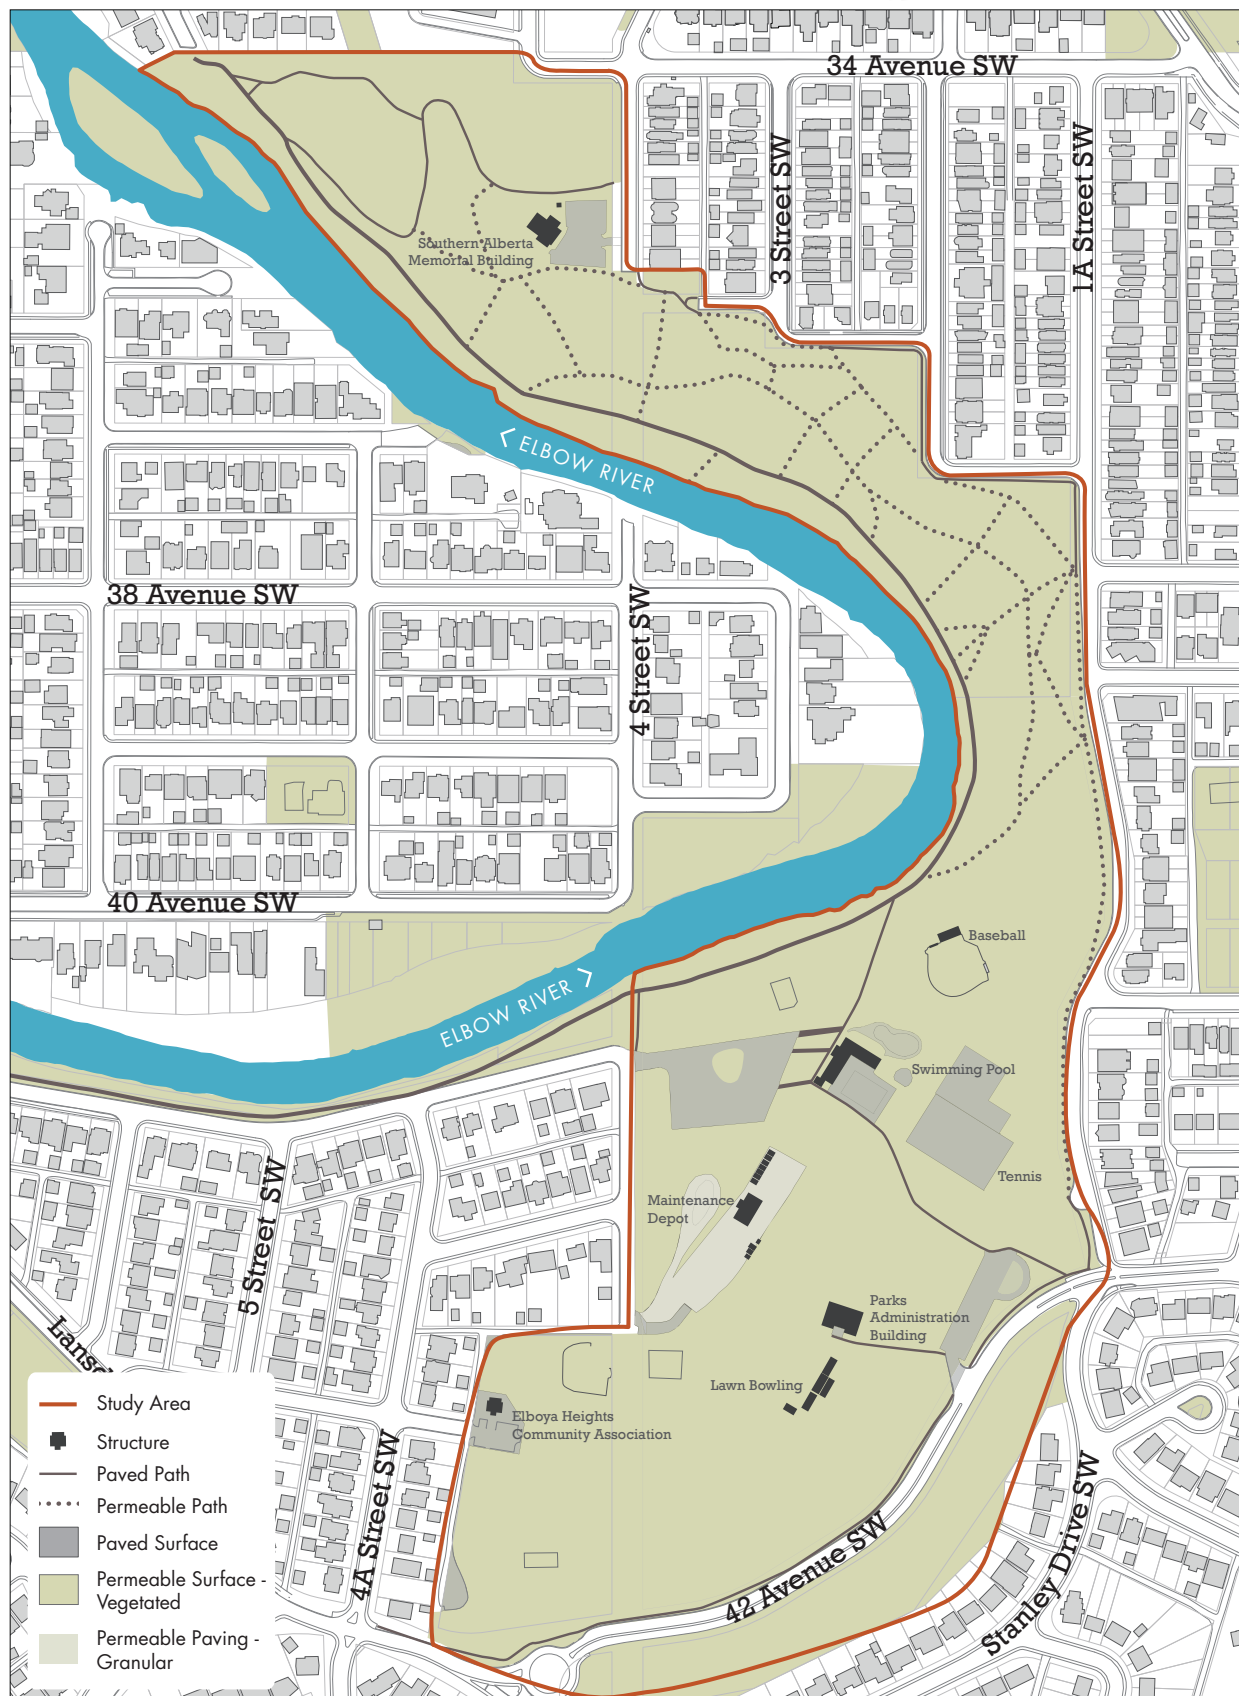 34 Avenue SW
3 Street SW
1A Street SW
Southern Alberta
Memorial Building
< ELBOW RIVER
38 Avenue SW
4 Street SW
40 Avenue SW
Baseball
ELBOW RIVER >
Swimming Pool
Tennis
Maintenance
Depot
5 Street SW
Parks
Administration
Building
Lawn Bowling
Elboya Heights
Community Association
4A Street SW
42 Avenue SW
Stanley Drive SW
Study Area
Structure
Paved Path
Permeable Path
Paved Surface
Permeable Surface -
Vegetated
Permeable Paving -
Granular